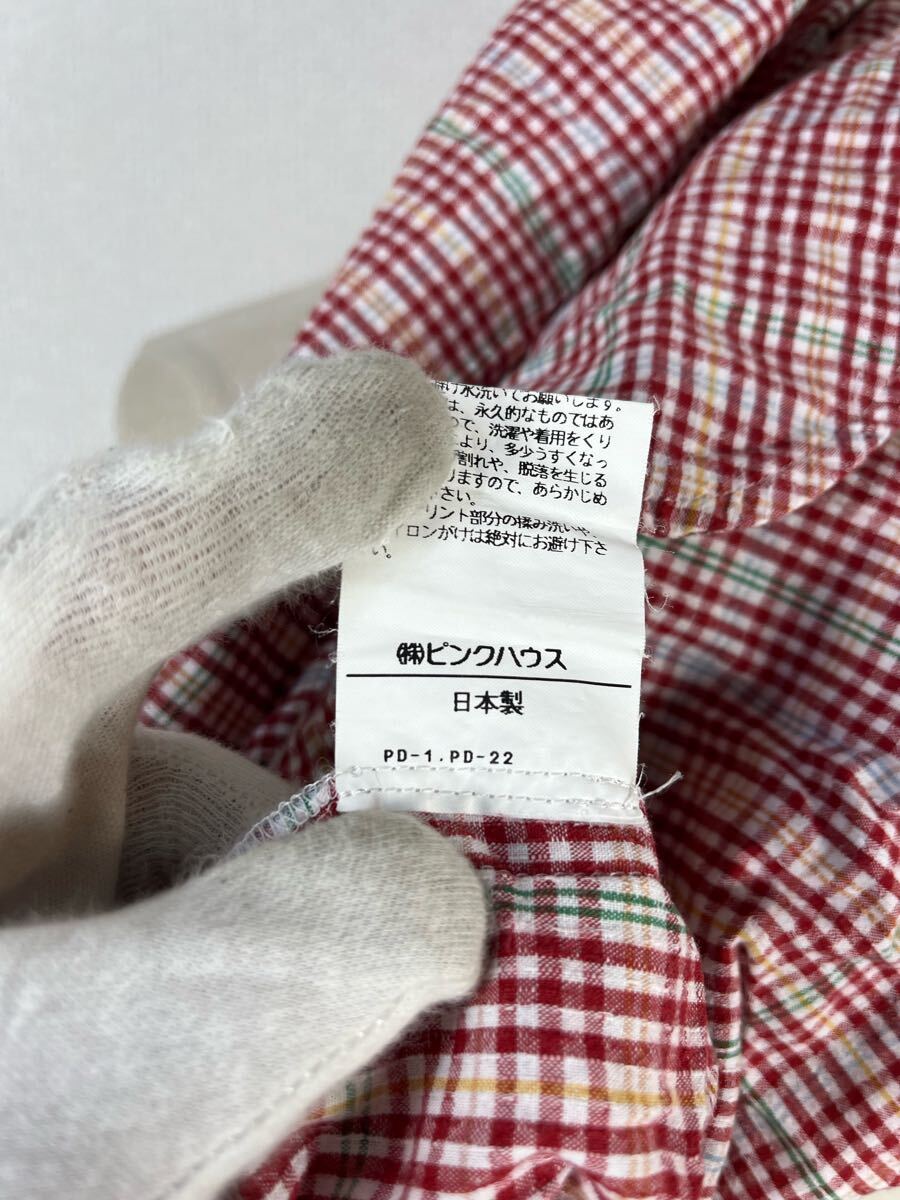 け水洗いでお願いします。
は、永久的なものではあ
ので、洗濯や着用をくり
より、多少うすくなっ
割れや、脱落を生じる
りますので、あらかじめ
さい。
リント部分の揉み洗いや、
イロンがけは絶対にお避け下さ
い。
㈱ピンクハウス
日本製
PD-1.PD-22